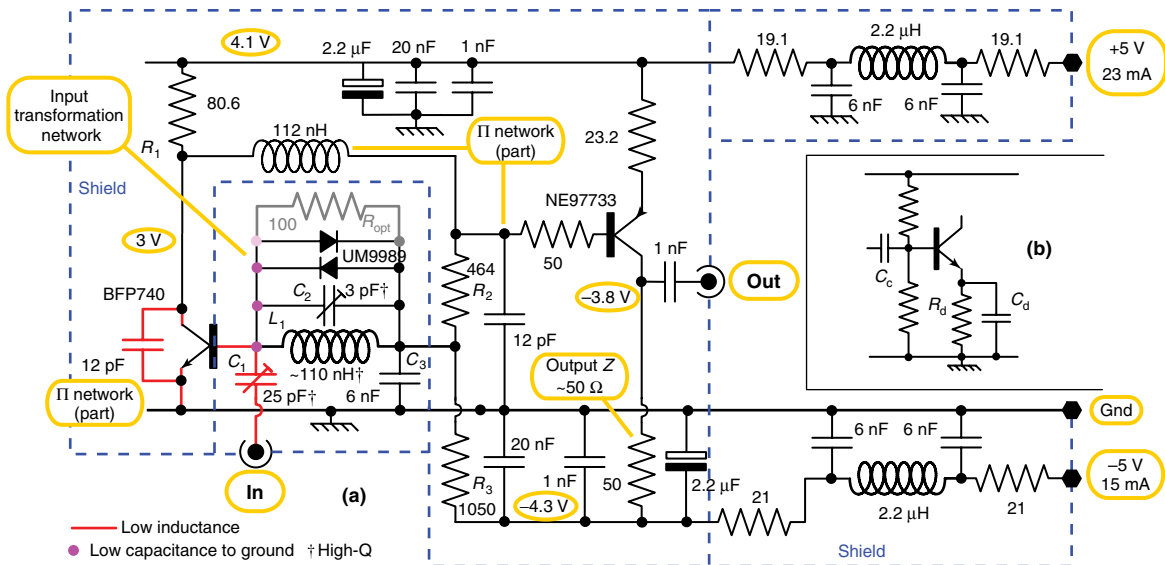 4.1 V
2.2 μF
20 nF
1 nF
19.1
2.2 μH
19.1
+5 V
23 mA
6 nF
6 nF
Input
transformation
network
80.6
R1
112 nH
Π network
(part)
23.2
Shield
NE97733
100
Ropt
3 V
UM9989
50
1 nF
Out
(b)
Cc
Rd
Cd
BFP740
C2
3 pF†
464
R2
–3.8 V
L1
12 pF
12 pF
C1
~110 nH†
C3
25 pF†
6 nF
Output Z
~50 Ω
Π network
(part)
Gnd
6 nF
6 nF
20 nF
1 nF
In
(a)
R3
1050
–4.3 V
50
2.2 μF
21
2.2 μH
21
–5 V
15 mA
Low inductance
Low capacitance to ground † High-Q
Shield